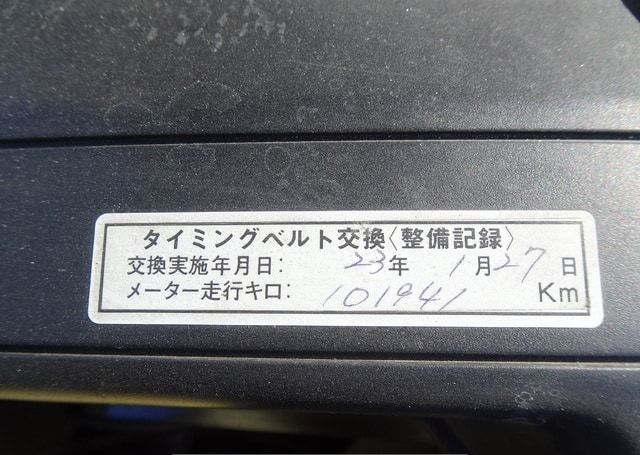 タイミングベルト交換〈整備記録〉
交換実施年月日: 23年 1月27日
メーター走行キロ: 101941 Km